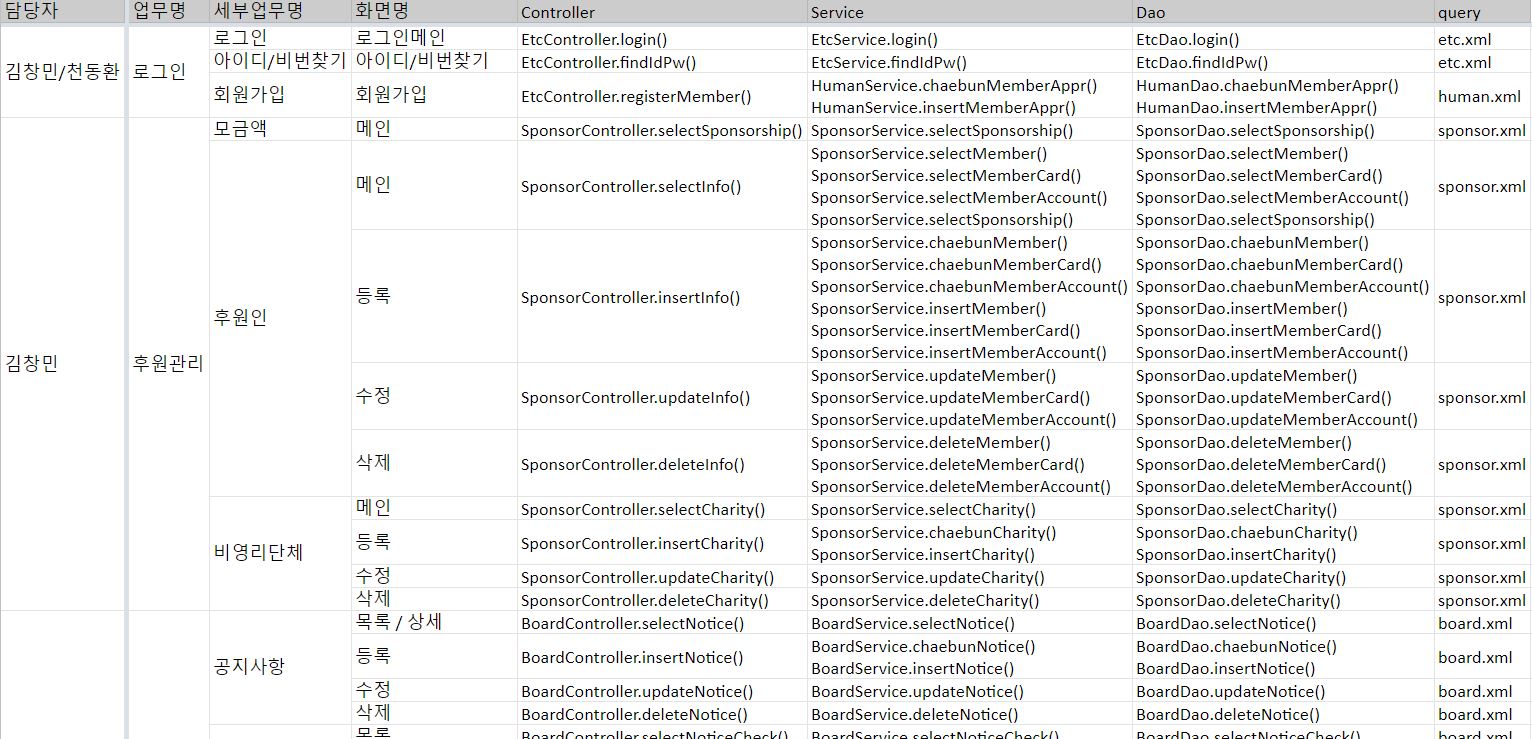 담당자 업무명 세부업무명 화면명 Controller Service Dao query
김창민/천동환 로그인 로그인 로그인메인 EtcController.login() EtcService.login() EtcDao.login() etc.xml
아이디/비번찾기 아이디/비번찾기 EtcController.findIdPw() EtcService.findIdPw() EtcDao.findIdPw() etc.xml
회원가입 회원가입 EtcController.registerMember() HumanService.chaebunMemberAppr() HumanDao.chaebunMemberAppr() human.xml
HumanService.insertMemberAppr() HumanDao.insertMemberAppr()
김창민 후원관리 모금액 메인 SponsorController.selectSponsorship() SponsorService.selectSponsorship() SponsorDao.selectSponsorship() sponsor.xml
후원인 메인 SponsorController.selectInfo() SponsorService.selectMember() SponsorDao.selectMember() sponsor.xml
SponsorService.selectMemberCard() SponsorDao.selectMemberCard()
SponsorService.selectMemberAccount() SponsorDao.selectMemberAccount()
SponsorService.selectSponsorship() SponsorDao.selectSponsorship()
등록 SponsorController.insertInfo() SponsorService.chaebunMember() SponsorDao.chaebunMember() sponsor.xml
SponsorService.chaebunMemberCard() SponsorDao.chaebunMemberCard()
SponsorService.chaebunMemberAccount() SponsorDao.chaebunMemberAccount()
SponsorService.insertMember() SponsorDao.insertMember()
SponsorService.insertMemberCard() SponsorDao.insertMemberCard()
SponsorService.insertMemberAccount() SponsorDao.insertMemberAccount()
수정 SponsorController.updateInfo() SponsorService.updateMember() SponsorDao.updateMember() sponsor.xml
SponsorService.updateMemberCard() SponsorDao.updateMemberCard()
SponsorService.updateMemberAccount() SponsorDao.updateMemberAccount()
삭제 SponsorController.deleteInfo() SponsorService.deleteMember() SponsorDao.deleteMember() sponsor.xml
SponsorService.deleteMemberCard() SponsorDao.deleteMemberCard()
SponsorService.deleteMemberAccount() SponsorDao.deleteMemberAccount()
비영리단체 메인 SponsorController.selectCharity() SponsorService.selectCharity() SponsorDao.selectCharity() sponsor.xml
등록 SponsorController.insertCharity() SponsorService.chaebunCharity() SponsorDao.chaebunCharity() sponsor.xml
SponsorService.insertCharity() SponsorDao.insertCharity()
수정 SponsorController.updateCharity() SponsorService.updateCharity() SponsorDao.updateCharity() sponsor.xml
삭제 SponsorController.deleteCharity() SponsorService.deleteCharity() SponsorDao.deleteCharity() sponsor.xml
공지사항 목록 / 상세 BoardController.selectNotice() BoardService.selectNotice() BoardDao.selectNotice() board.xml
등록 BoardController.insertNotice() BoardService.chaebunNotice() BoardDao.chaebunNotice() board.xml
BoardService.insertNotice() BoardDao.insertNotice()
수정 BoardController.updateNotice() BoardService.updateNotice() BoardDao.updateNotice() board.xml
삭제 BoardController.deleteNotice() BoardService.deleteNotice() BoardDao.deleteNotice() board.xml
목록 BoardController.selectNoticeCheck() BoardService.selectNoticeCheck() BoardDao.selectNoticeCheck() board.xml